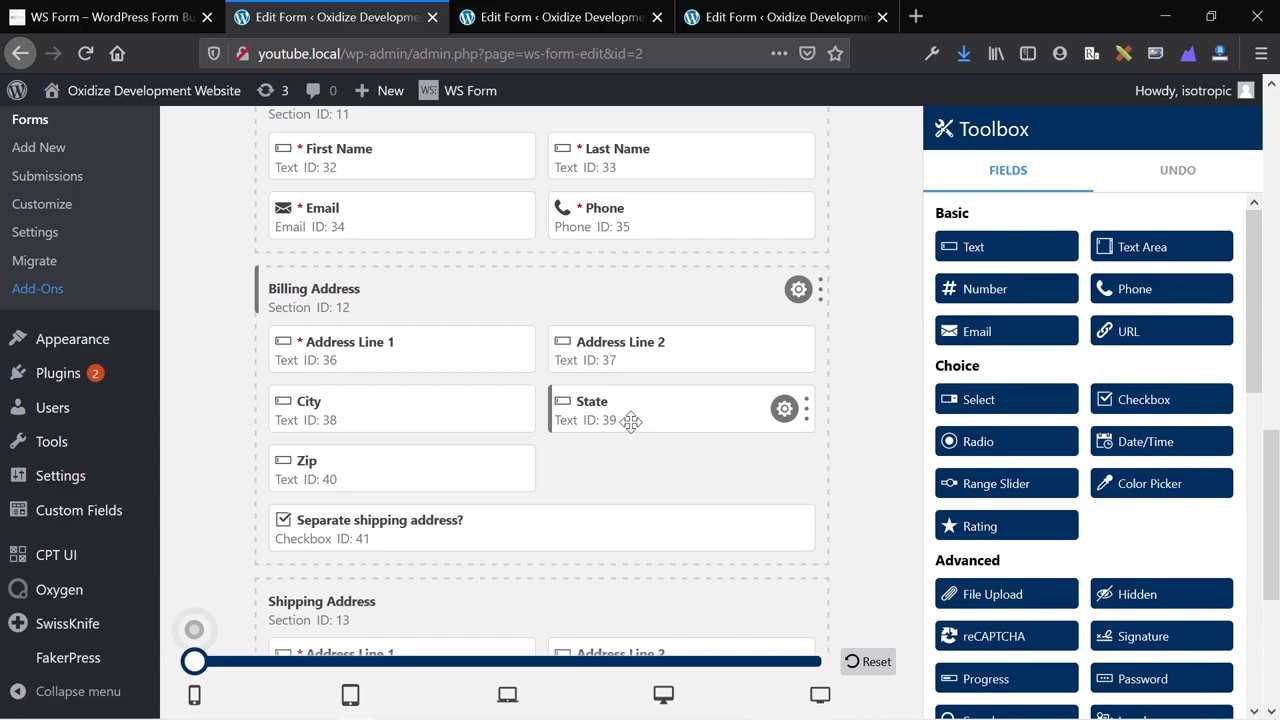 WS Form – WordPress Form Bu
Edit Form ‹ Oxidize Developme
Edit Form ‹ Oxidize Developmen
Edit Form ‹ Oxidize Developme
youtube.local/wp-admin/admin.php?page=ws-form-edit&id=2
Oxidize Development Website
3
0
New
WS Form
Howdy, isotropic
Forms
Add New
Submissions
Customize
Settings
Migrate
Add-Ons
Appearance
Plugins 2
Users
Tools
Settings
Custom Fields
CPT UI
Oxygen
SwissKnife
FakerPress
Collapse menu
Section ID: 11
* First Name
Text ID: 32
* Last Name
Text ID: 33
* Email
Email ID: 34
* Phone
Phone ID: 35
Billing Address
Section ID: 12
* Address Line 1
Text ID: 36
Address Line 2
Text ID: 37
City
Text ID: 38
State
Text ID: 39
Zip
Text ID: 40
Separate shipping address?
Checkbox ID: 41
Shipping Address
Section ID: 13
* Address Line 1
Address Line 2
Reset
Toolbox
FIELDS
UNDO
Basic
Text
Text Area
Number
Phone
Email
URL
Choice
Select
Checkbox
Radio
Date/Time
Range Slider
Color Picker
Rating
Advanced
File Upload
Hidden
reCAPTCHA
Signature
Progress
Password